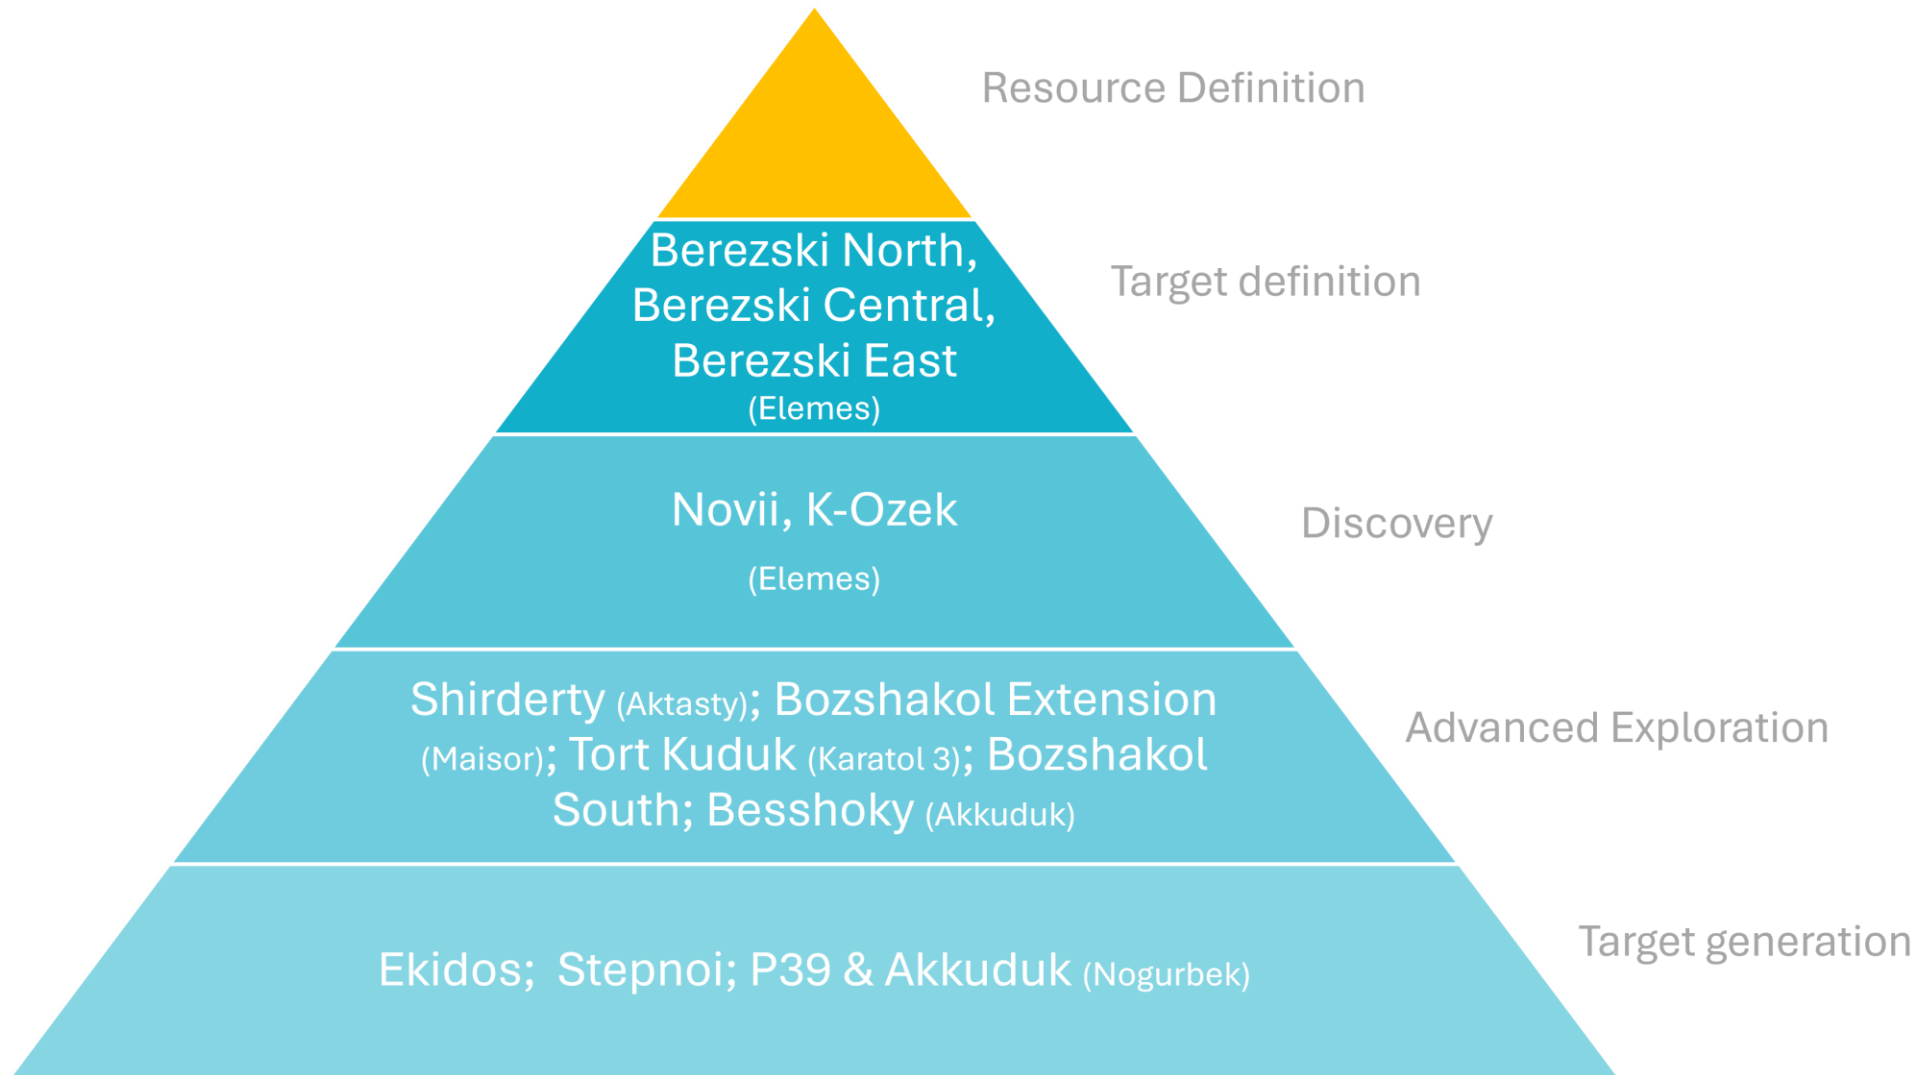 Resource Definition
Berezski North,
Berezski Central,
Berezski East
(Elemes)
Target definition
Novii, K-Ozek
(Elemes)
Discovery
Shirderty (Aktasty); Bozshakol Extension
(Maisor); Tort Kuduk (Karatol 3); Bozshakol
South; Besshoky (Akkuduk)
Advanced Exploration
Ekidos;  Stepnoi; P39 & Akkuduk (Nogurbek)
Target generation